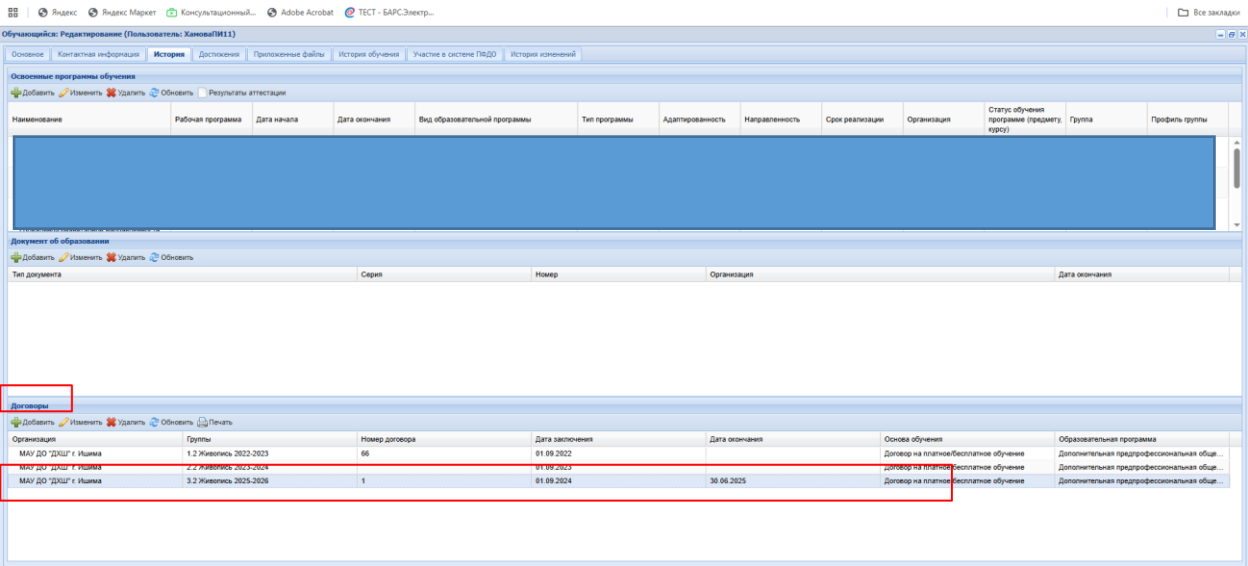 Яндекс Яндекс Маркет Консультационный... Adobe Acrobat ТЕСТ - БАРС.Электр... Все закладки
Обучающийся: Редактирование (Пользователь: ХамоваПИ11)
Основное Контактная информация История Достижения Приложенные файлы История обучения Участие в системе ПФДО История изменений
Освоенные программы обучения
Добавить Изменить Удалить Обновить Результаты аттестации
Наименование Рабочая программа Дата начала Дата окончания Вид образовательной программы Тип программы Адаптированность Направленность Срок реализации Организация Статус обучения программе (предмету, курсу) Группа Профиль группы
Документ об образовании
Добавить Изменить Удалить Обновить
Тип документа Серия Номер Организация Дата окончания
Договоры
Добавить Изменить Удалить Обновить Печать
Организация Группы Номер договора Дата заключения Дата окончания Основа обучения Образовательная программа
МАУ ДО "ДХШ" г. Ишима 1.2 Живопись 2022-2023 66 01.09.2022 Договор на платное/бесплатное обучение Дополнительная предпрофессиональная обще...
МАУ ДО "ДХШ" г. Ишима 2.2 Живопись 2023-2024 01.09.2023 Договор на платное/бесплатное обучение Дополнительная предпрофессиональная обще...
МАУ ДО "ДХШ" г. Ишима 3.2 Живопись 2025-2026 1 01.09.2024 30.06.2025 Договор на платное/бесплатное обучение Дополнительная предпрофессиональная обще...